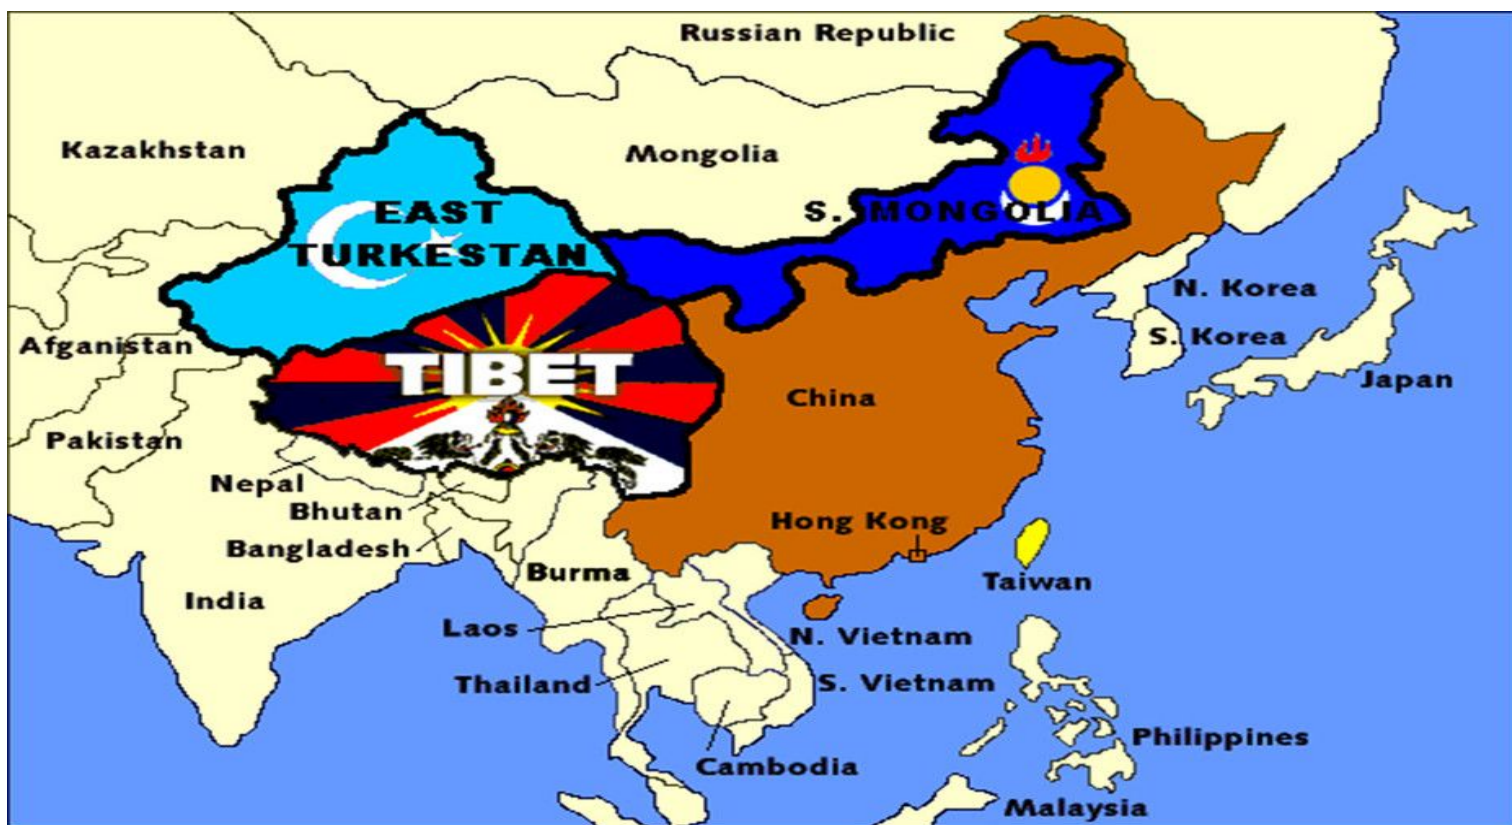 Russian Republic
Kazakhstan
Mongolia
EAST
TURKESTAN
S. MONGOLIA
N. Korea
S. Korea
Afganistan
TIBET
China
Japan
Pakistan
Nepal
Bhutan
Hong Kong
Bangladesh
Burma
Taiwan
India
Laos
N. Vietnam
Thailand
S. Vietnam
Philippines
Cambodia
Malaysia